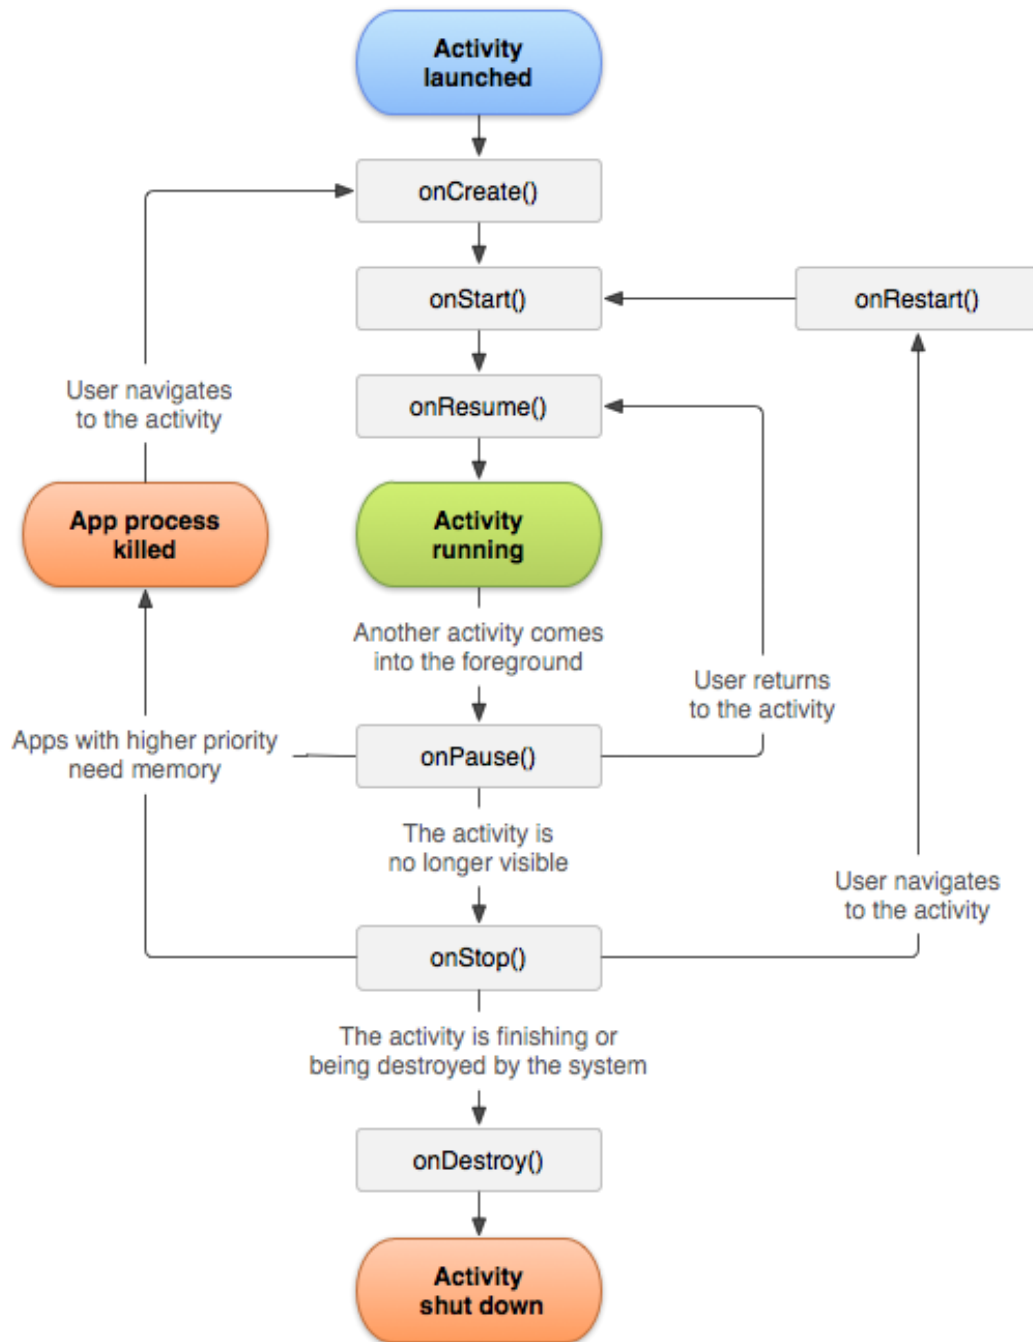 Activity
launched
onCreate()
onStart()
onRestart()
User navigates
to the activity
onResume()
App process
killed
Activity
running
Another activity comes
into the foreground
User returns
to the activity
Apps with higher priority
need memory
onPause()
The activity is
no longer visible
User navigates
to the activity
onStop()
The activity is finishing or
being destroyed by the system
onDestroy()
Activity
shut down